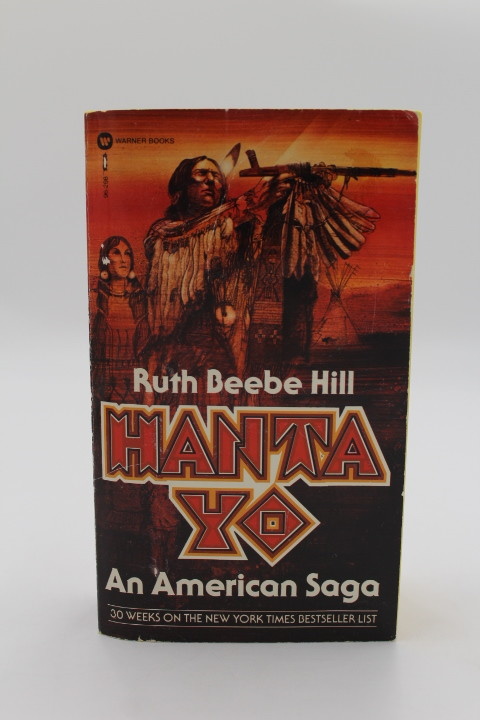 WARNER BOOKS
Ruth Beebe Hill
HANTA
YO
An American Saga
30 WEEKS ON THE NEW YORK TIMES BESTSELLER LIST